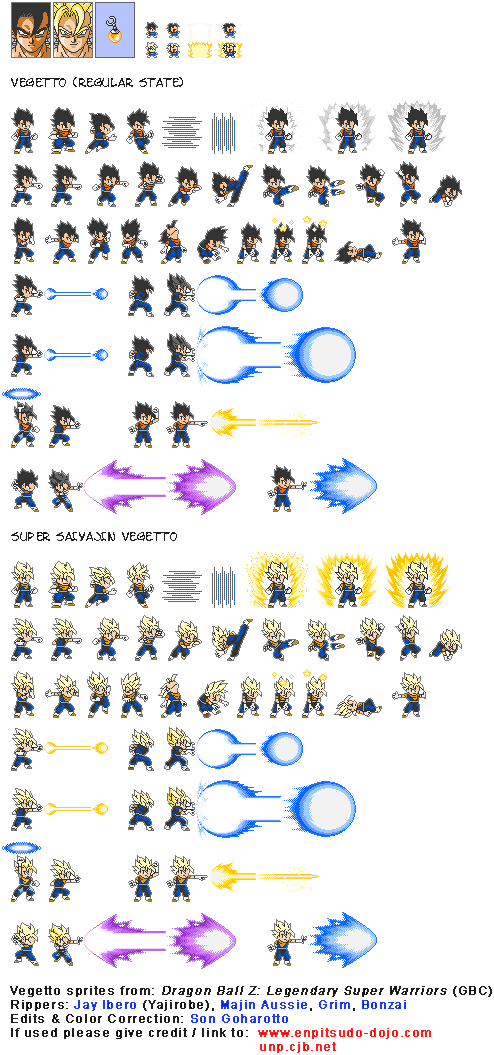 VEGETTO (REGULAR STATE)
SUPER SAIYAJIN VEGETTO
Vegetto sprites from: Dragon Ball Z: Legendary Super Warriors (GBC)
Rippers: Jay Ibero (Yajirobe), Majin Aussie, Grim, Bonzai
Edits & Color Correction: Son Goharotto
If used please give credit / link to: www.enpitsudo-dojo.com
unp.cjb.net